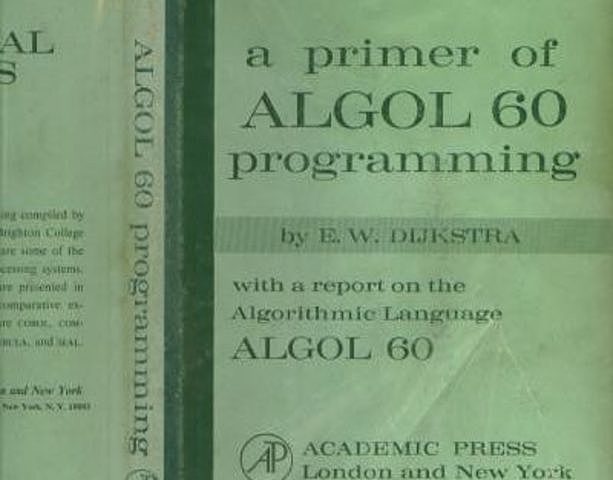 AL
S
ing compiled by
Brighton College
are some of the
cessing systems.
are presented in
comparative ex-
are COBOL, COM-
and SIAL.
and New York
New York, N. Y. 10003
ALGOL 60 programming
a primer of
ALGOL 60
programming
by E. W. DIJKSTRA
with a report on the
Algorithmic Language
ALGOL 60
AP
ACADEMIC PRESS
London and New York